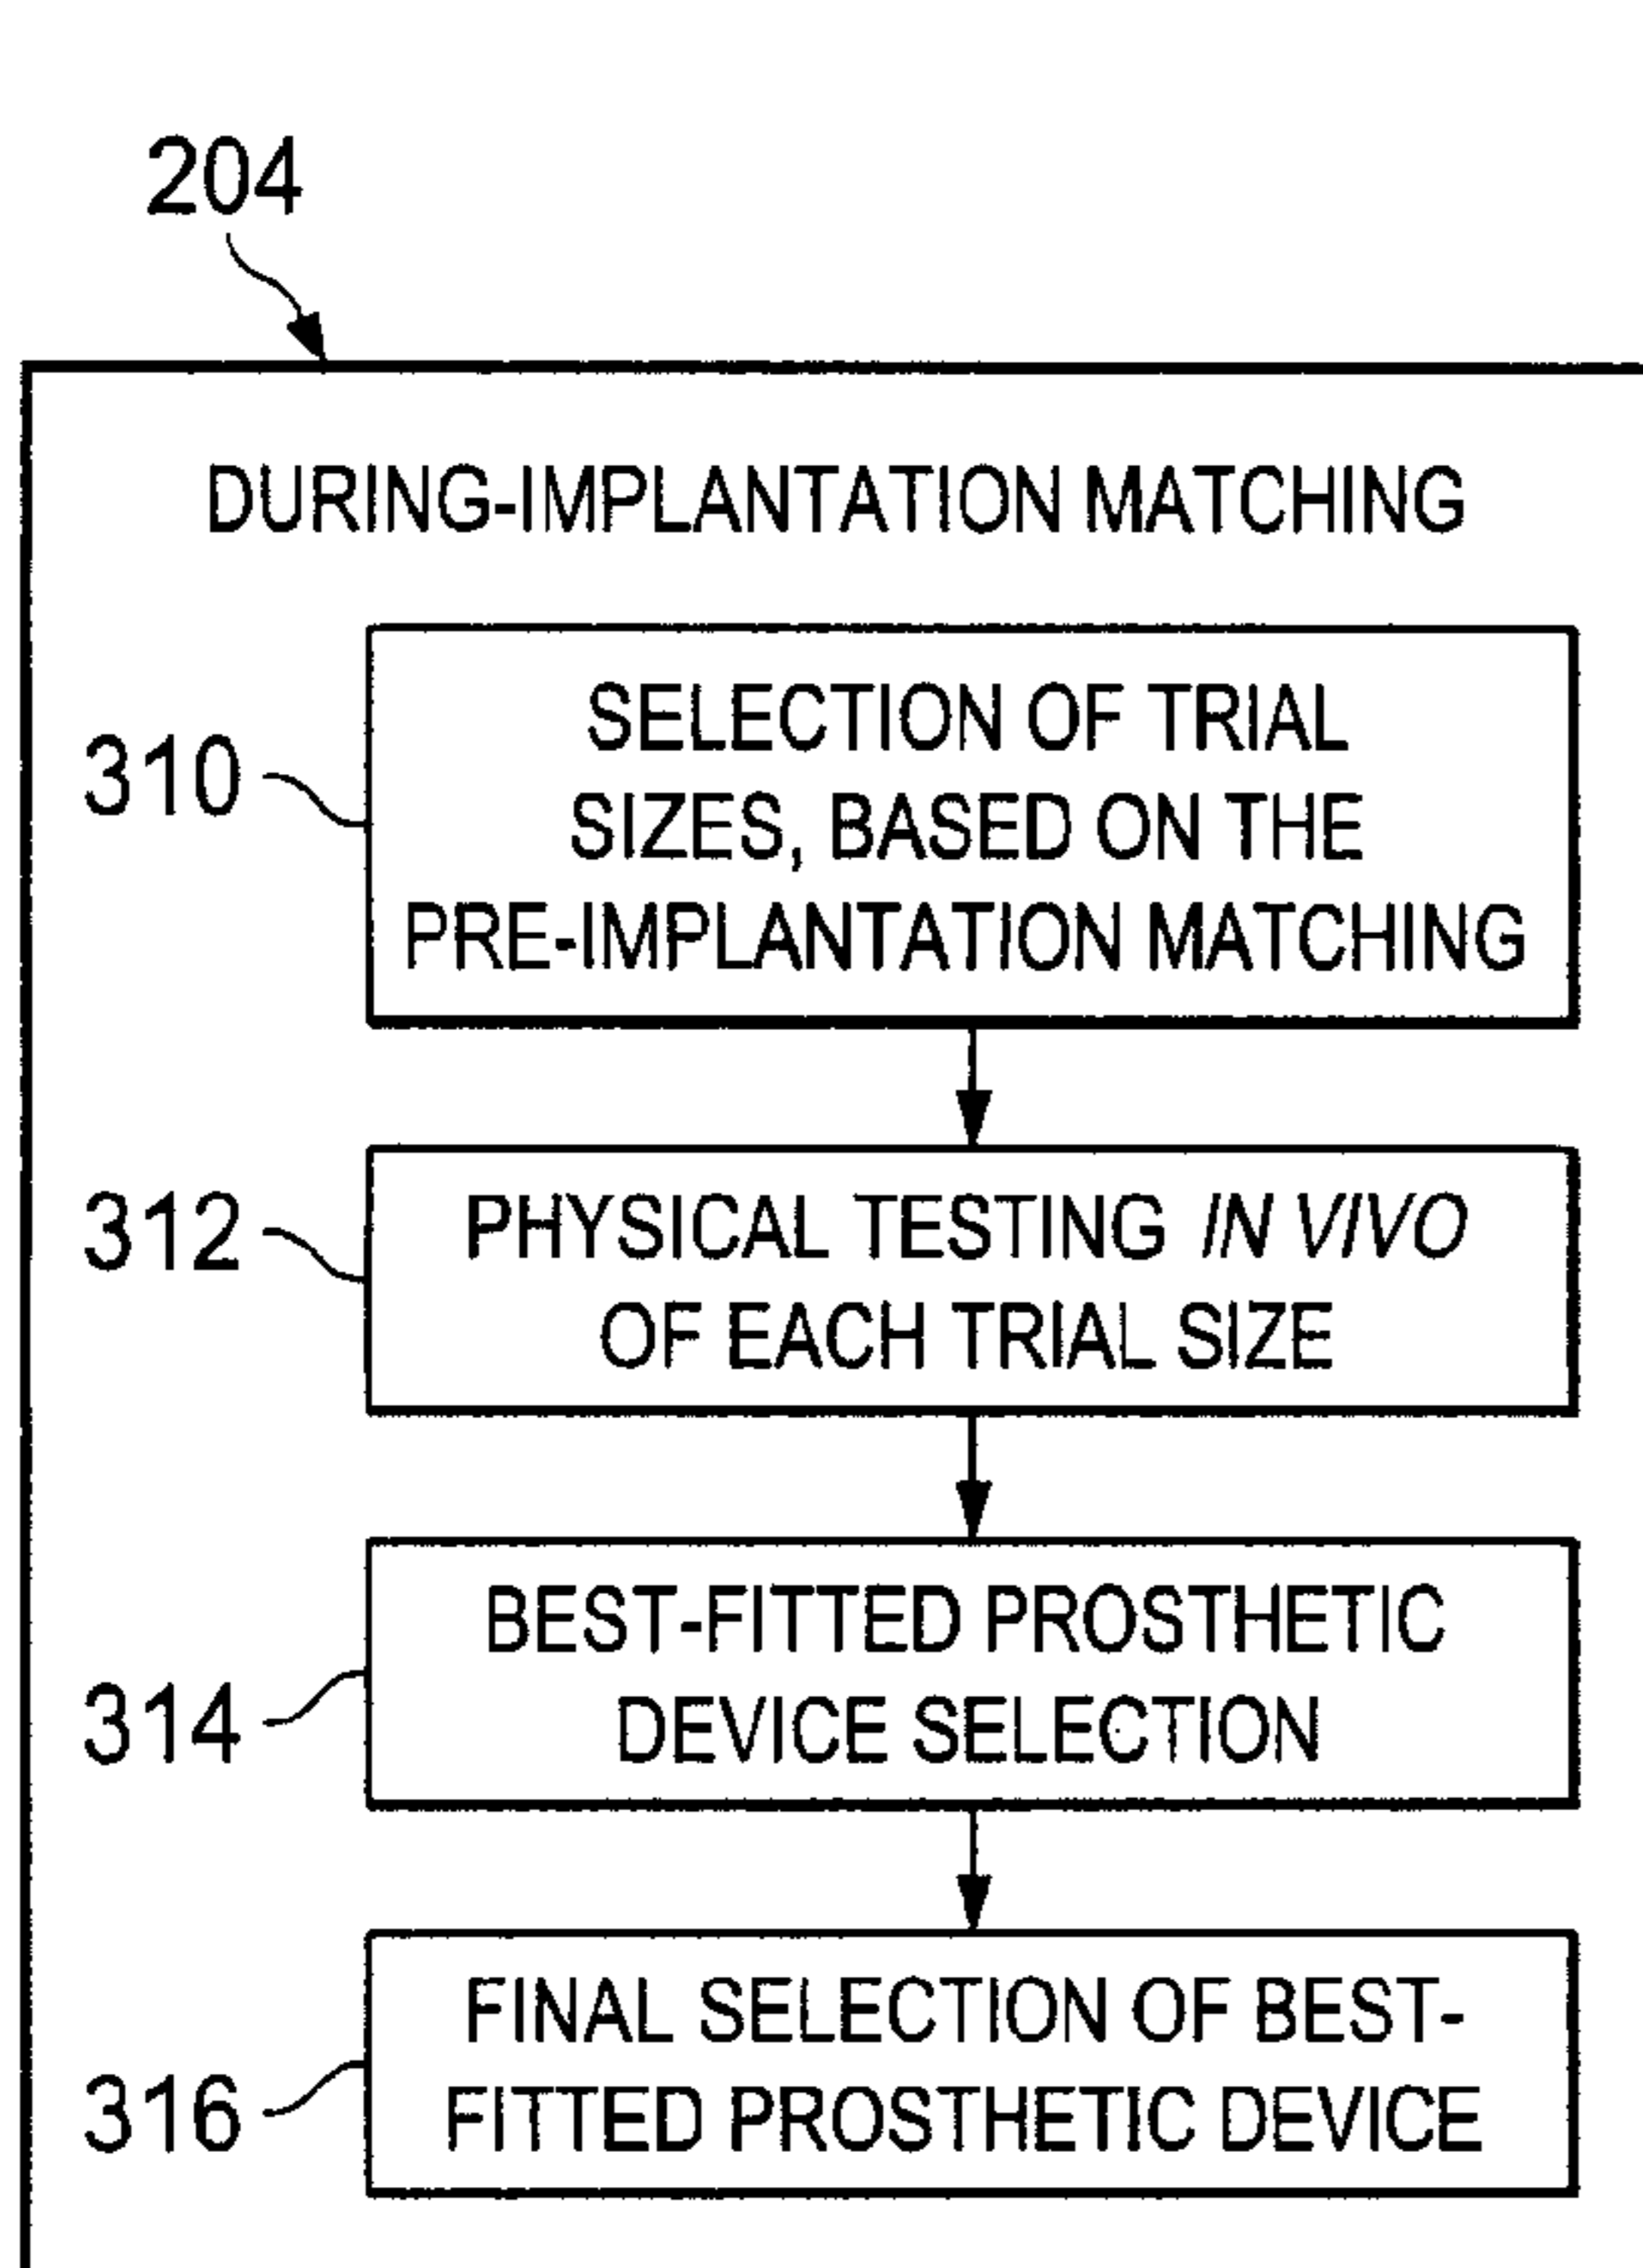 204
DURING-IMPLANTATION MATCHING
SELECTION OF TRIAL
SIZES, BASED ON THE
PRE-IMPLANTATION MATCHING
310
PHYSICAL TESTING IN VIVO
OF EACH TRIAL SIZE
312
BEST-FITTED PROSTHETIC
DEVICE SELECTION
314
FINAL SELECTION OF BEST-
FITTED PROSTHETIC DEVICE
316